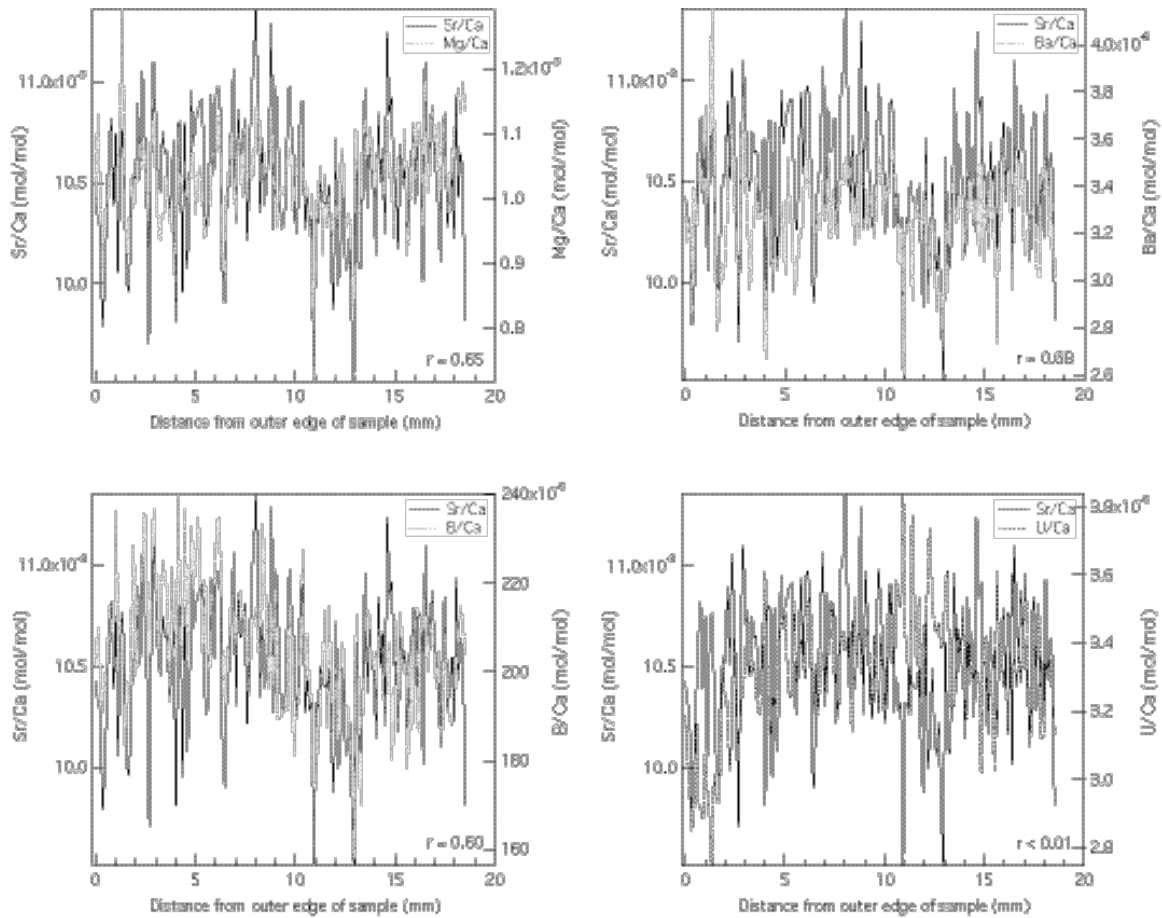 Sr/Ca
Mg/Ca
11.0x10⁻³
10.5
10.0
Sr/Ca (mol/mol)
1.1
1.0
0.9
0.8
Mg/Ca (mol/mol)
r = 0.65
0 5 10 15 20
Distance from outer edge of sample (mm)
Sr/Ca
Ba/Ca
11.0x10⁻³
10.5
10.0
Sr/Ca (mol/mol)
4.0x10⁻⁶
3.8
3.6
3.4
3.2
3.0
2.8
2.6
Ba/Ca (mol/mol)
r = 0.68
0 5 10 15 20
Distance from outer edge of sample (mm)
Sr/Ca
B/Ca
11.0x10⁻³
10.5
10.0
Sr/Ca (mol/mol)
240x10⁻⁶
220
200
180
160
B/Ca (mol/mol)
r = 0.60
0 5 10 15 20
Distance from outer edge of sample (mm)
Sr/Ca
U/Ca
11.0x10⁻³
10.5
10.0
Sr/Ca (mol/mol)
3.6
3.4
3.2
3.0
2.8
U/Ca (mol/mol)
r < 0.01
0 5 10 15 20
Distance from outer edge of sample (mm)